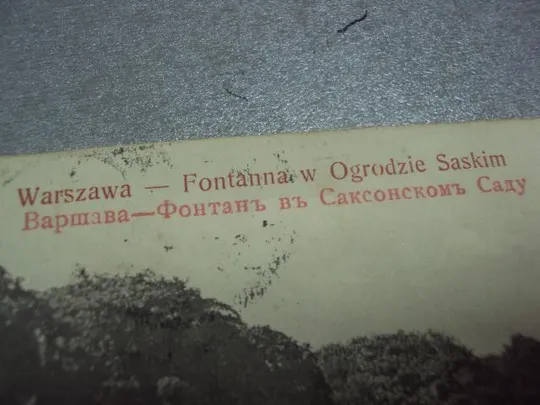 Warszawa — Fontanna w Ogrodzie Saskim
Варшава—Фонтанъ въ Саксонскомъ Саду